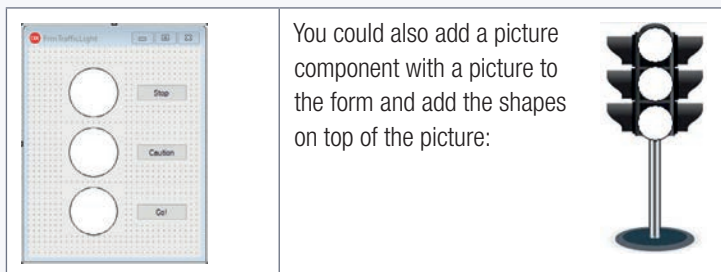 FrmTrafficLight
Stop
Caution
Go!
You could also add a picture
component with a picture to
the form and add the shapes
on top of the picture: